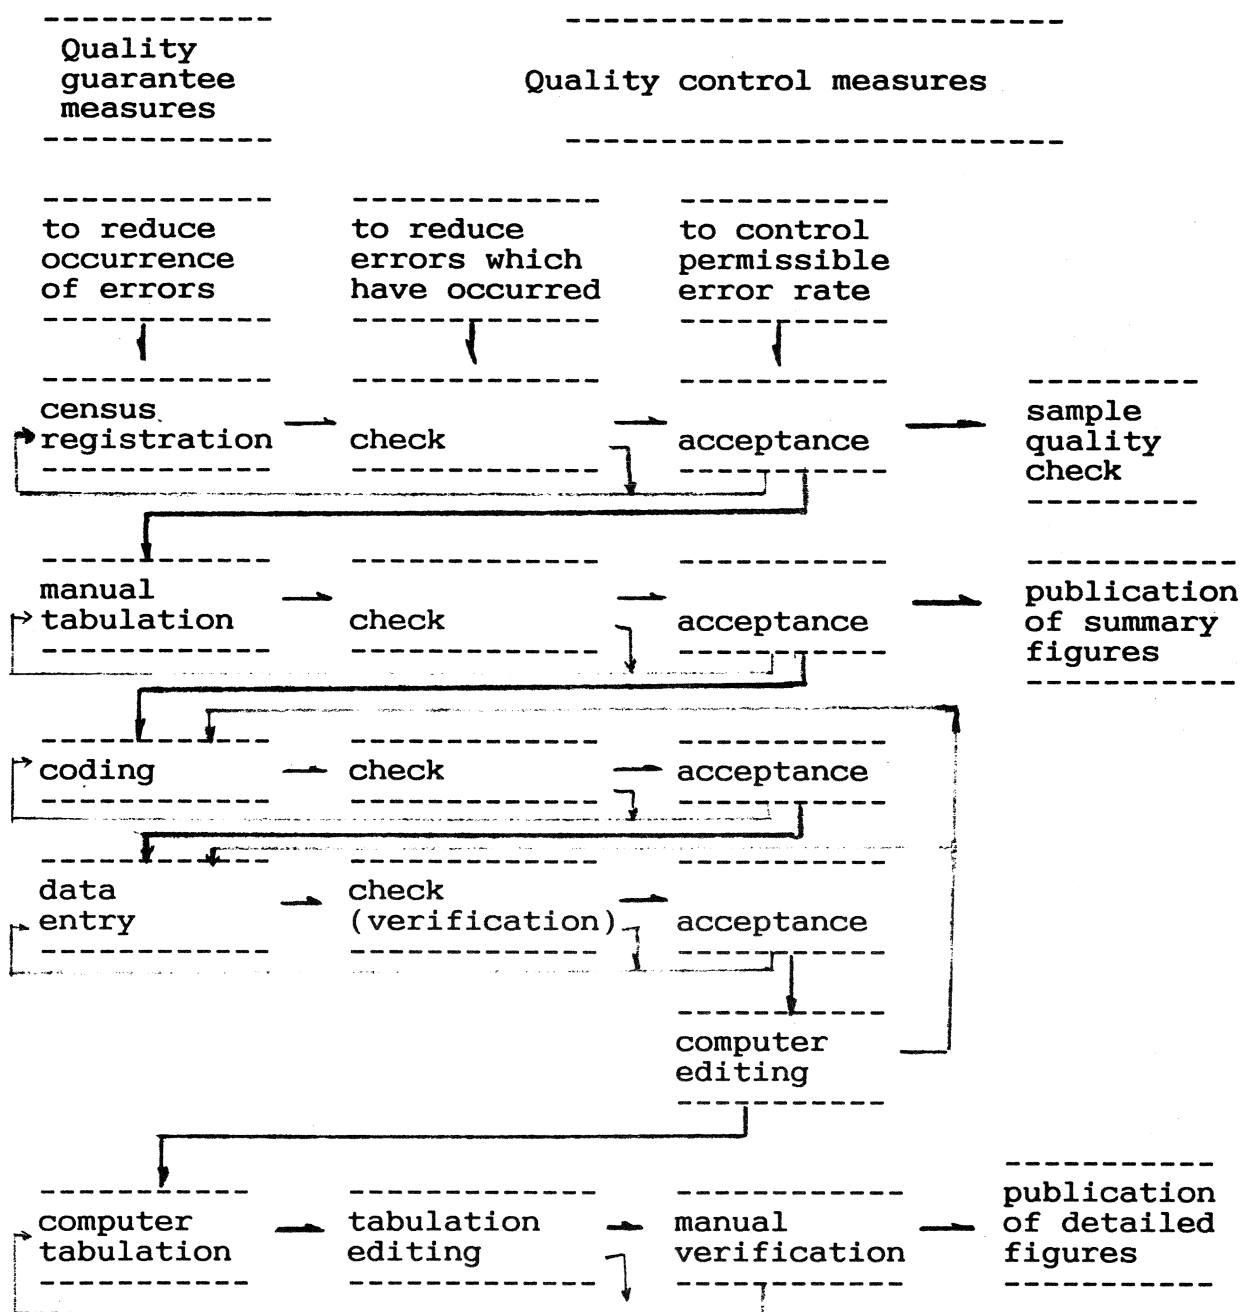 Quality
guarantee
measures
Quality control measures
to reduce
occurrence
of errors
to reduce
errors which
have occurred
to control
permissible
error rate
census
registration
check
acceptance
sample
quality
check
manual
tabulation
check
acceptance
publication
of summary
figures
coding
check
acceptance
data
entry
check
(verification)
acceptance
computer
editing
computer
tabulation
tabulation
editing
manual
verification
publication
of detailed
figures